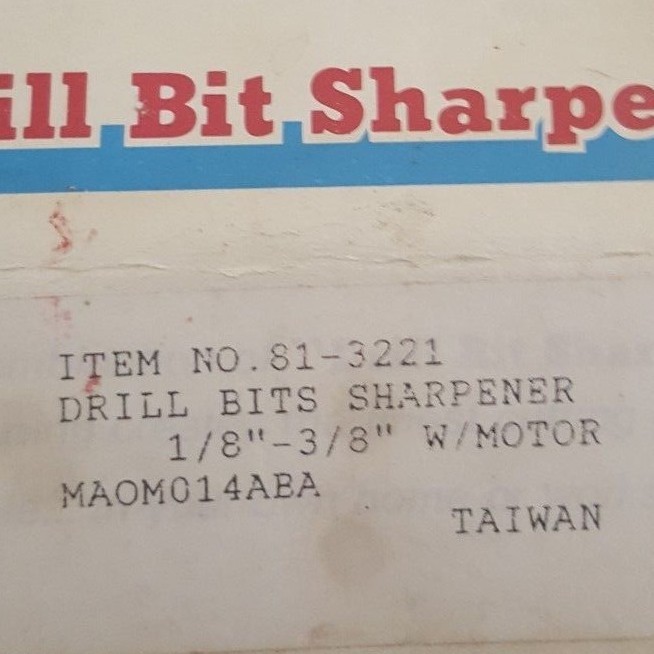 ill Bit Sharpe
ITEM NO.81-3221
DRILL BITS SHARPENER
1/8"-3/8" W/MOTOR
MAOM014ABA
TAIWAN